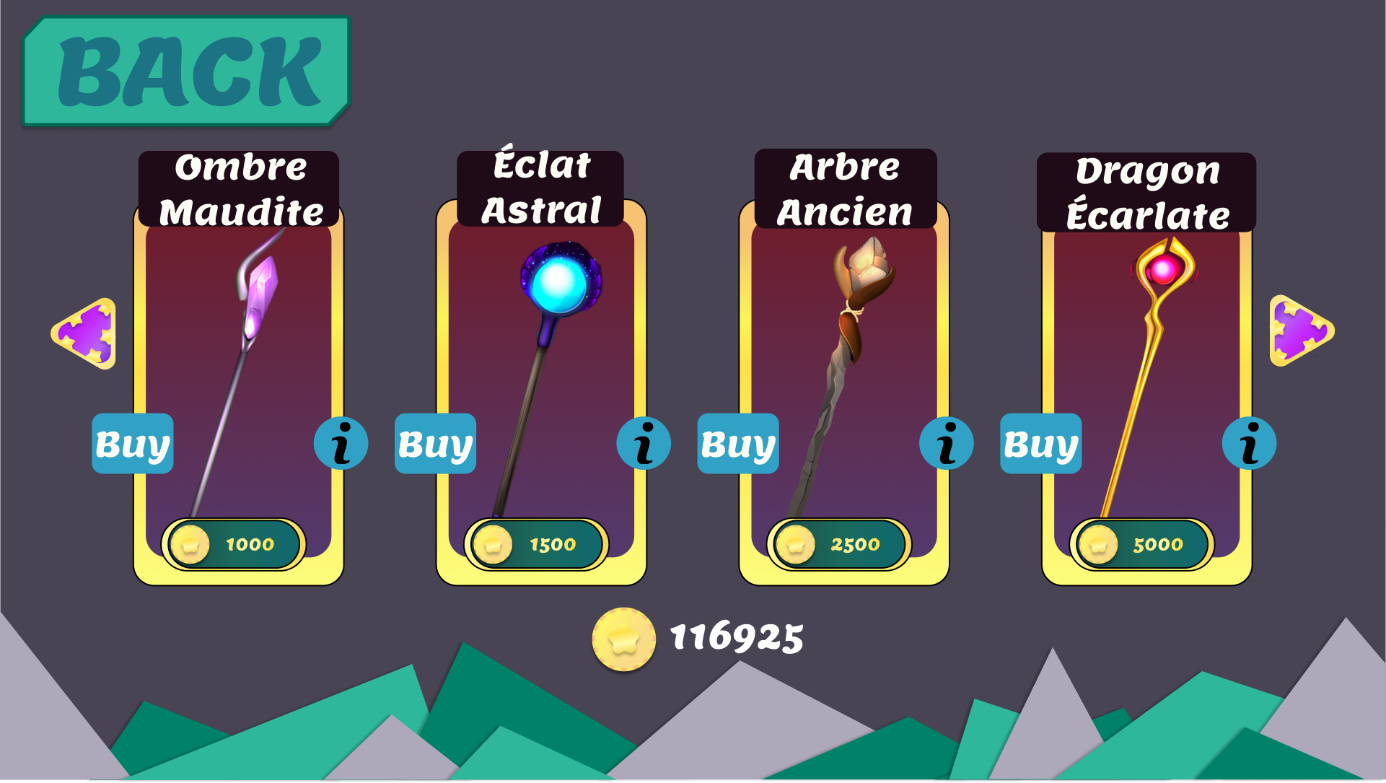 BACK
Ombre
Maudite
Éclat
Astral
Arbre
Ancien
Dragon
Écarlate
Buy
i
Buy
i
Buy
i
Buy
i
1000
1500
2500
5000
116925